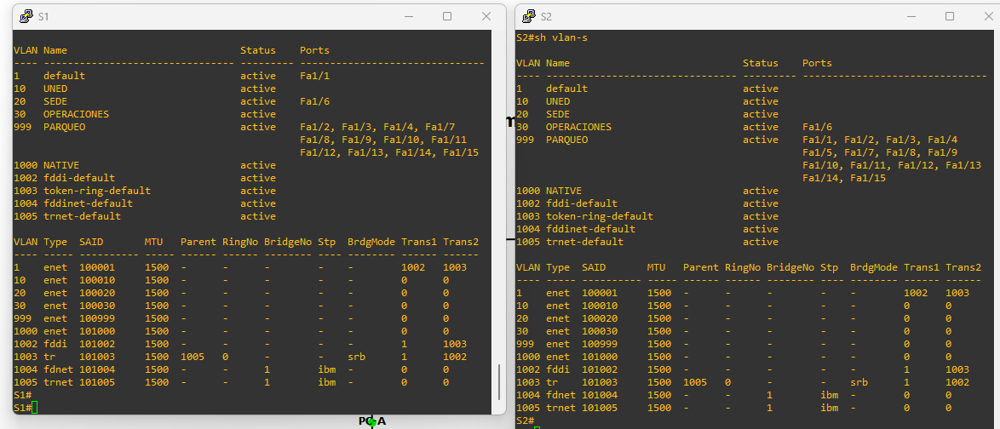 S1
VLAN Name                             Status    Ports
---- -------------------------------- --------- -------------------------------
1    default                          active    Fa1/1
10   UNED                             active
20   SEDE                             active    Fa1/6
30   OPERACIONES                      active
999  PARQUEO                          active    Fa1/2, Fa1/3, Fa1/4, Fa1/7
                                                Fa1/8, Fa1/9, Fa1/10, Fa1/11
                                                Fa1/12, Fa1/13, Fa1/14, Fa1/15
1000 NATIVE                           active
1002 fddi-default                     active
1003 token-ring-default               active
1004 fddinet-default                  active
1005 trnet-default                    active
VLAN Type  SAID       MTU   Parent RingNo BridgeNo Stp  BrdgMode Trans1 Trans2
---- ----- ---------- ----- ------ ------ -------- ---- -------- ------ ------
1    enet  100001     1500  -      -      -        -    -        1002   1003
10   enet  100010     1500  -      -      -        -    -        0      0
20   enet  100020     1500  -      -      -        -    -        0      0
30   enet  100030     1500  -      -      -        -    -        0      0
999  enet  100999     1500  -      -      -        -    -        0      0
1000 enet  101000     1500  -      -      -        -    -        0      0
1002 fddi  101002     1500  -      -      -        -    -        1      1003
1003 tr    101003     1500  1005   0      -        -    srb      1      1002
1004 fdnet 101004     1500  -      -      1        ibm  -        0      0
1005 trnet 101005     1500  -      -      1        ibm  -        0      0
S1#
S1#
S2
S2#sh vlan-s
VLAN Name                             Status    Ports
---- -------------------------------- --------- -------------------------------
1    default                          active
10   UNED                             active
20   SEDE                             active
30   OPERACIONES                      active    Fa1/6
999  PARQUEO                          active    Fa1/1, Fa1/2, Fa1/3, Fa1/4
                                                Fa1/5, Fa1/7, Fa1/8, Fa1/9
                                                Fa1/10, Fa1/11, Fa1/12, Fa1/13
                                                Fa1/14, Fa1/15
1000 NATIVE                           active
1002 fddi-default                     active
1003 token-ring-default               active
1004 fddinet-default                  active
1005 trnet-default                    active
VLAN Type  SAID       MTU   Parent RingNo BridgeNo Stp  BrdgMode Trans1 Trans2
---- ----- ---------- ----- ------ ------ -------- ---- -------- ------ ------
1    enet  100001     1500  -      -      -        -    -        1002   1003
10   enet  100010     1500  -      -      -        -    -        0      0
20   enet  100020     1500  -      -      -        -    -        0      0
30   enet  100030     1500  -      -      -        -    -        0      0
999  enet  100999     1500  -      -      -        -    -        0      0
1000 enet  101000     1500  -      -      -        -    -        0      0
1002 fddi  101002     1500  -      -      -        -    -        1      1003
1003 tr    101003     1500  1005   0      -        -    srb      1      1002
1004 fdnet 101004     1500  -      -      1        ibm  -        0      0
1005 trnet 101005     1500  -      -      1        ibm  -        0      0
S2#
PC-A